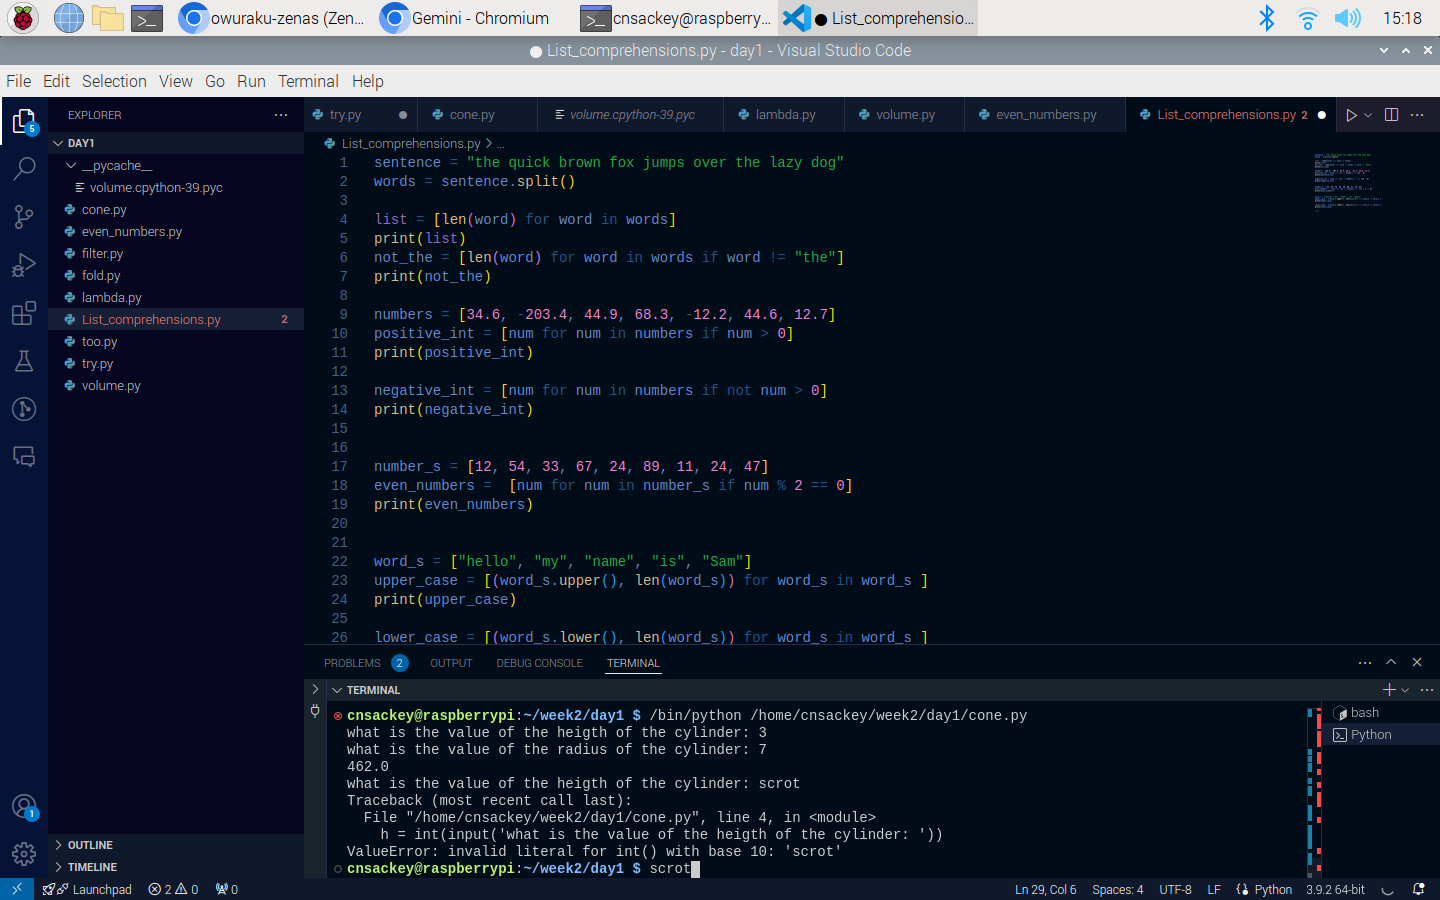 owuraku-zenas (Zen...
Gemini - Chromium
cnsackey@raspberry...
● List_comprehensio...
15:18
● List_comprehensions.py - day1 - Visual Studio Code
File Edit Selection View Go Run Terminal Help
5
EXPLORER
try.py
cone.py
volume.cpython-39.pyc
lambda.py
volume.py
even_numbers.py
List_comprehensions.py 2
DAY1
__pycache__
volume.cpython-39.pyc
cone.py
even_numbers.py
filter.py
fold.py
lambda.py
List_comprehensions.py 2
too.py
try.py
volume.py
OUTLINE
TIMELINE
List_comprehensions.py > ...
1 sentence = "the quick brown fox jumps over the lazy dog"
2 words = sentence.split()
3
4 list = [len(word) for word in words]
5 print(list)
6 not_the = [len(word) for word in words if word != "the"]
7 print(not_the)
8
9 numbers = [34.6, -203.4, 44.9, 68.3, -12.2, 44.6, 12.7]
10 positive_int = [num for num in numbers if num > 0]
11 print(positive_int)
12
13 negative_int = [num for num in numbers if not num > 0]
14 print(negative_int)
15
16
17 number_s = [12, 54, 33, 67, 24, 89, 11, 24, 47]
18 even_numbers =  [num for num in number_s if num % 2 == 0]
19 print(even_numbers)
20
21
22 word_s = ["hello", "my", "name", "is", "Sam"]
23 upper_case = [(word_s.upper(), len(word_s)) for word_s in word_s ]
24 print(upper_case)
25
26 lower_case = [(word_s.lower(), len(word_s)) for word_s in word_s ]
PROBLEMS 2 OUTPUT DEBUG CONSOLE TERMINAL
TERMINAL
cnsackey@raspberrypi:~/week2/day1 $ /bin/python /home/cnsackey/week2/day1/cone.py
what is the value of the heigth of the cylinder: 3
what is the value of the radius of the cylinder: 7
462.0
what is the value of the heigth of the cylinder: scrot
Traceback (most recent call last):
  File "/home/cnsackey/week2/day1/cone.py", line 4, in <module>
    h = int(input('what is the value of the heigth of the cylinder: '))
ValueError: invalid literal for int() with base 10: 'scrot'
cnsackey@raspberrypi:~/week2/day1 $ scrot
bash
Python
1
Launchpad 2 0 0
Ln 29, Col 6 Spaces: 4 UTF-8 LF Python 3.9.2 64-bit